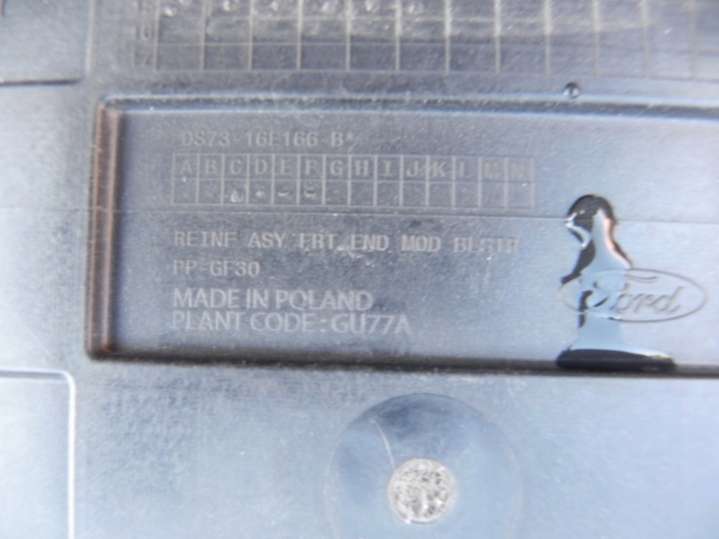 DS73-16E166-B*
A B C D E F G H I J K L M N
REINF ASY FRT END MOD BLSTR
PP-GF30
MADE IN POLAND
PLANT CODE: GU77A
Ford